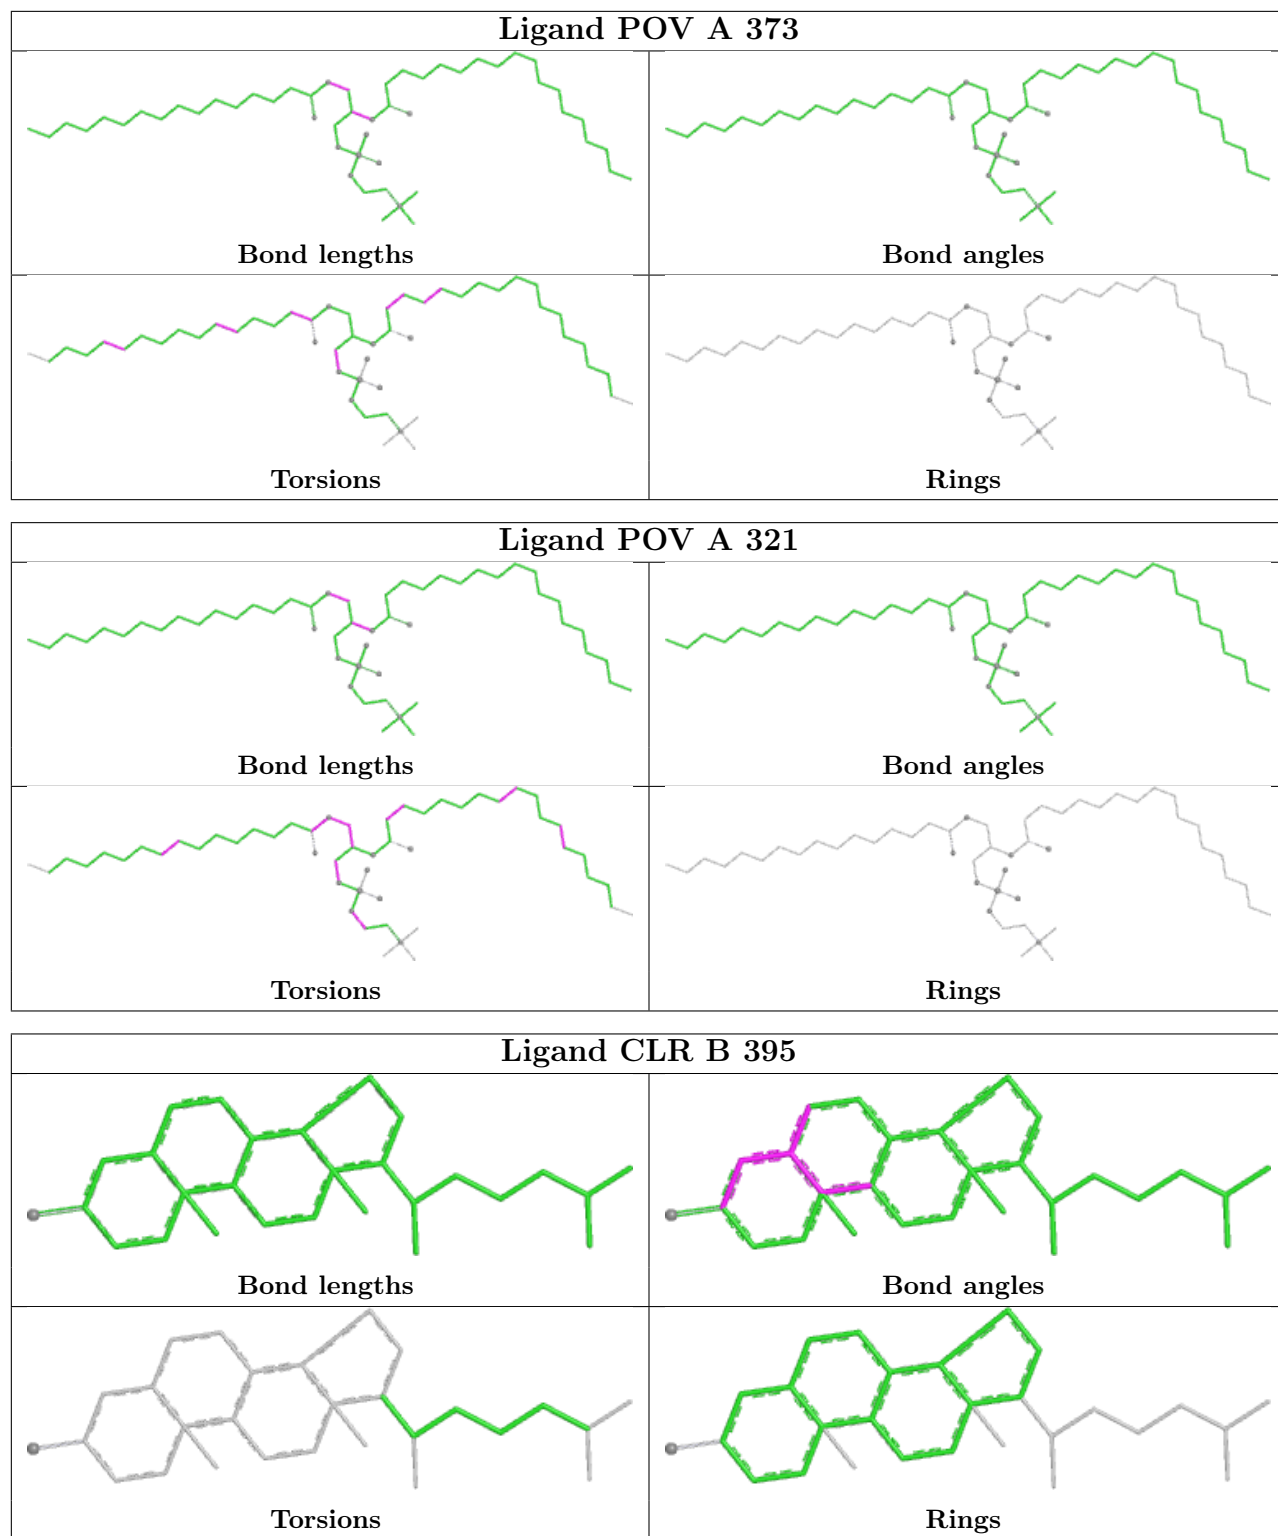 Ligand POV A 373
Bond lengths
Bond angles
Torsions
Rings
Ligand POV A 321
Bond lengths
Bond angles
Torsions
Rings
Ligand CLR B 395
Bond lengths
Bond angles
Torsions
Rings